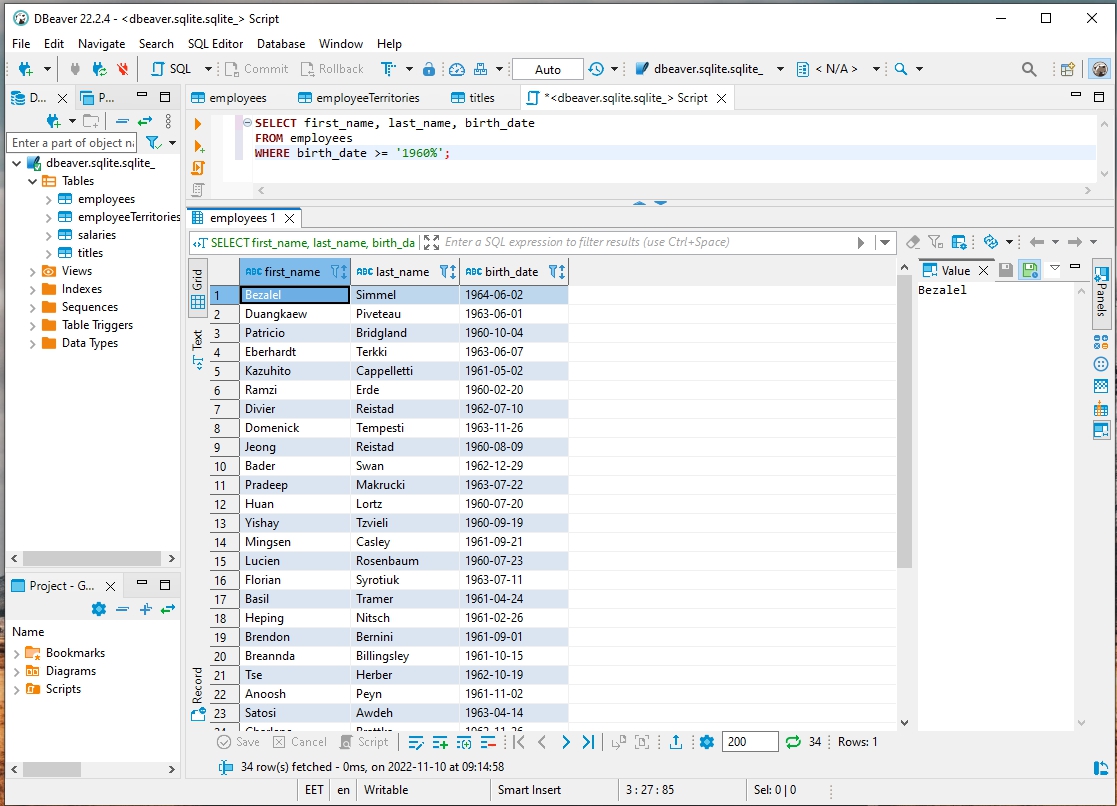 DBeaver 22.2.4 - <dbeaver.sqlite.sqlite_> Script
File Edit Navigate Search SQL Editor Database Window Help
SQL Commit Rollback T Auto dbeaver.sqlite.sqlite_ < N/A >
D... P... employees employeeTerritories titles *<dbeaver.sqlite.sqlite_> Script
Enter a part of object n
dbeaver.sqlite.sqlite_
Tables
employees
employeeTerritories
salaries
titles
Views
Indexes
Sequences
Table Triggers
Data Types
Project - G...
Name
Bookmarks
Diagrams
Scripts
SELECT first_name, last_name, birth_date
FROM employees
WHERE birth_date >= '1960%';
employees 1
SELECT first_name, last_name, birth_da Enter a SQL expression to filter results (use Ctrl+Space)
Grid
Text
Record
ABC first_name ABC last_name ABC birth_date
1 Bezalel Simmel 1964-06-02
2 Duangkaew Piveteau 1963-06-01
3 Patricio Bridgland 1960-10-04
4 Eberhardt Terkki 1963-06-07
5 Kazuhito Cappelletti 1961-05-02
6 Ramzi Erde 1960-02-20
7 Divier Reistad 1962-07-10
8 Domenick Tempesti 1963-11-26
9 Jeong Reistad 1960-08-09
10 Bader Swan 1962-12-29
11 Pradeep Makrucki 1963-07-22
12 Huan Lortz 1960-07-20
13 Yishay Tzvieli 1960-09-19
14 Mingsen Casley 1961-09-21
15 Lucien Rosenbaum 1960-07-23
16 Florian Syrotiuk 1963-07-11
17 Basil Tramer 1961-04-24
18 Heping Nitsch 1961-02-26
19 Brendon Bernini 1961-09-01
20 Breannda Billingsley 1961-10-15
21 Tse Herber 1962-10-19
22 Anoosh Peyn 1961-11-02
23 Satosi Awdeh 1963-04-14
Value
Bezalel
Panels
Save Cancel Script 200 34 Rows: 1
34 row(s) fetched - 0ms, on 2022-11-10 at 09:14:58
EET en Writable Smart Insert 3 : 27 : 85 Sel: 0 | 0